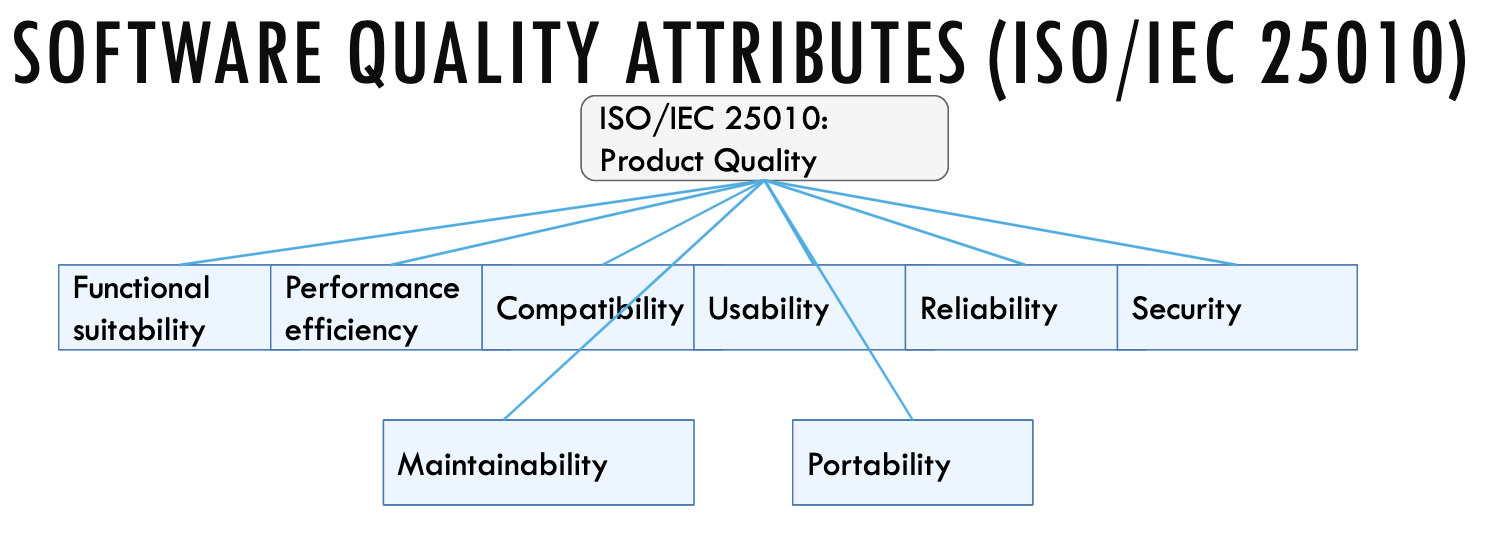 SOFTWARE QUALITY ATTRIBUTES (ISO/IEC 25010)
ISO/IEC 25010:
Product Quality
Functional
suitability
Performance
efficiency
Compatibility
Usability
Reliability
Security
Maintainability
Portability